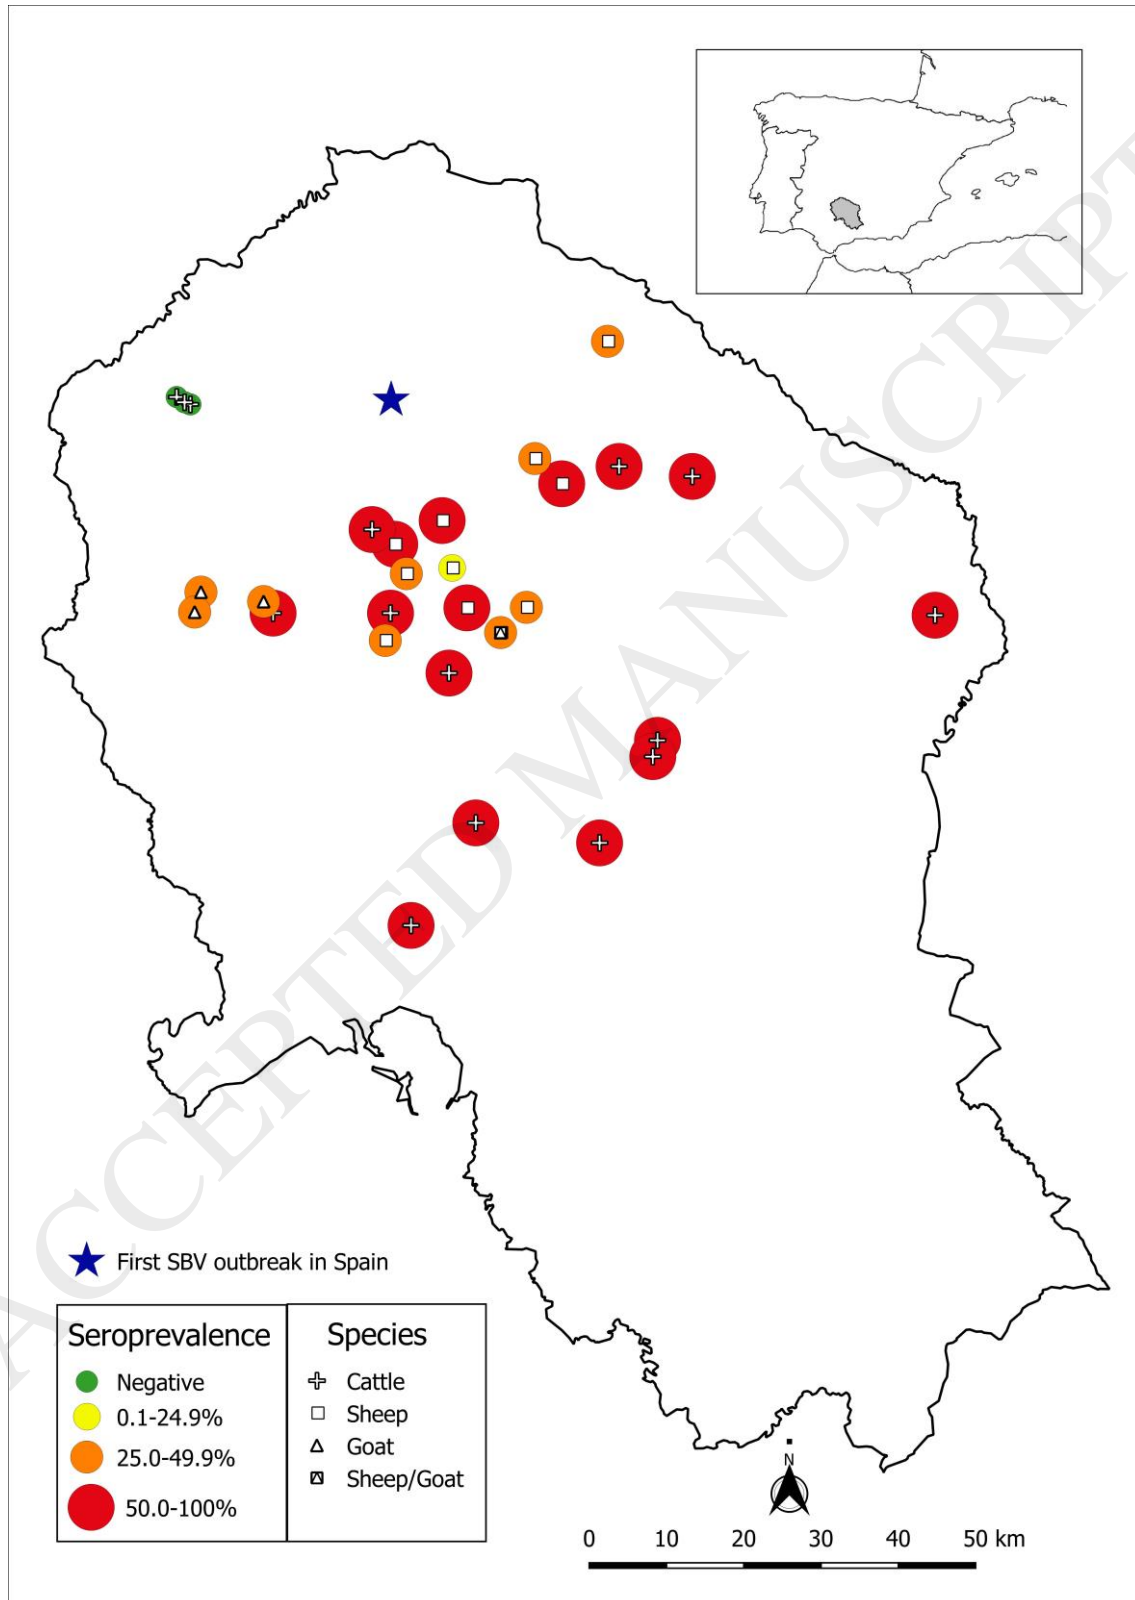 ACCEPTED MANUSCRIPT
First SBV outbreak in Spain
Seroprevalence
Negative
0.1-24.9%
25.0-49.9%
50.0-100%
Species
Cattle
Sheep
Goat
Sheep/Goat
N
0 10 20 30 40 50 km